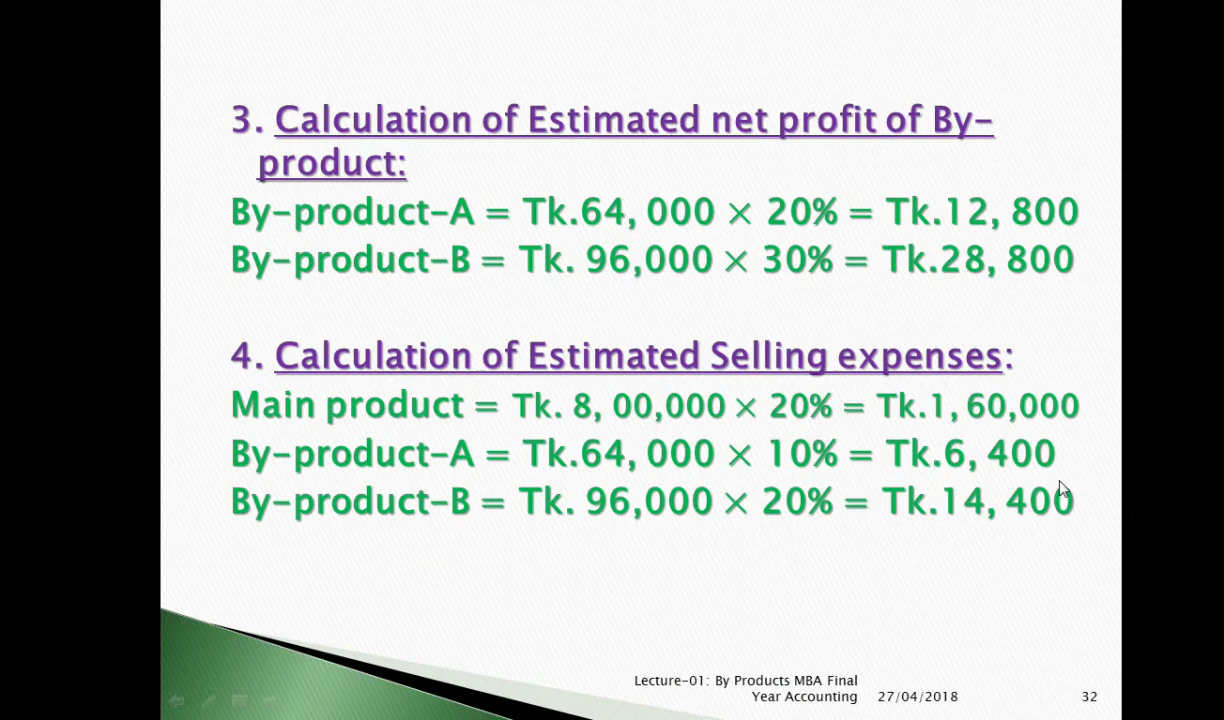 3. Calculation of Estimated net profit of By-
product:
By-product-A = Tk.64, 000 × 20% = Tk.12, 800
By-product-B = Tk. 96,000 × 30% = Tk.28, 800
4. Calculation of Estimated Selling expenses:
Main product = Tk. 8, 00,000 × 20% = Tk.1, 60,000
By-product-A = Tk.64, 000 × 10% = Tk.6, 400
By-product-B = Tk. 96,000 × 20% = Tk.14, 400
Lecture-01: By Products MBA Final
Year Accounting 27/04/2018 32